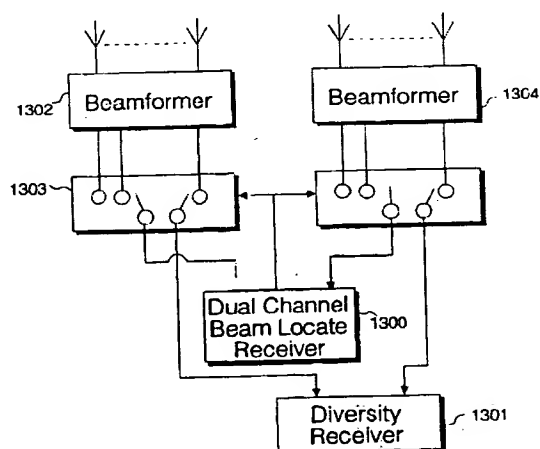 1302
Beamformer
Beamformer
1304
1303
Dual Channel
Beam Locate
Receiver
1300
Diversity
Receiver
1301